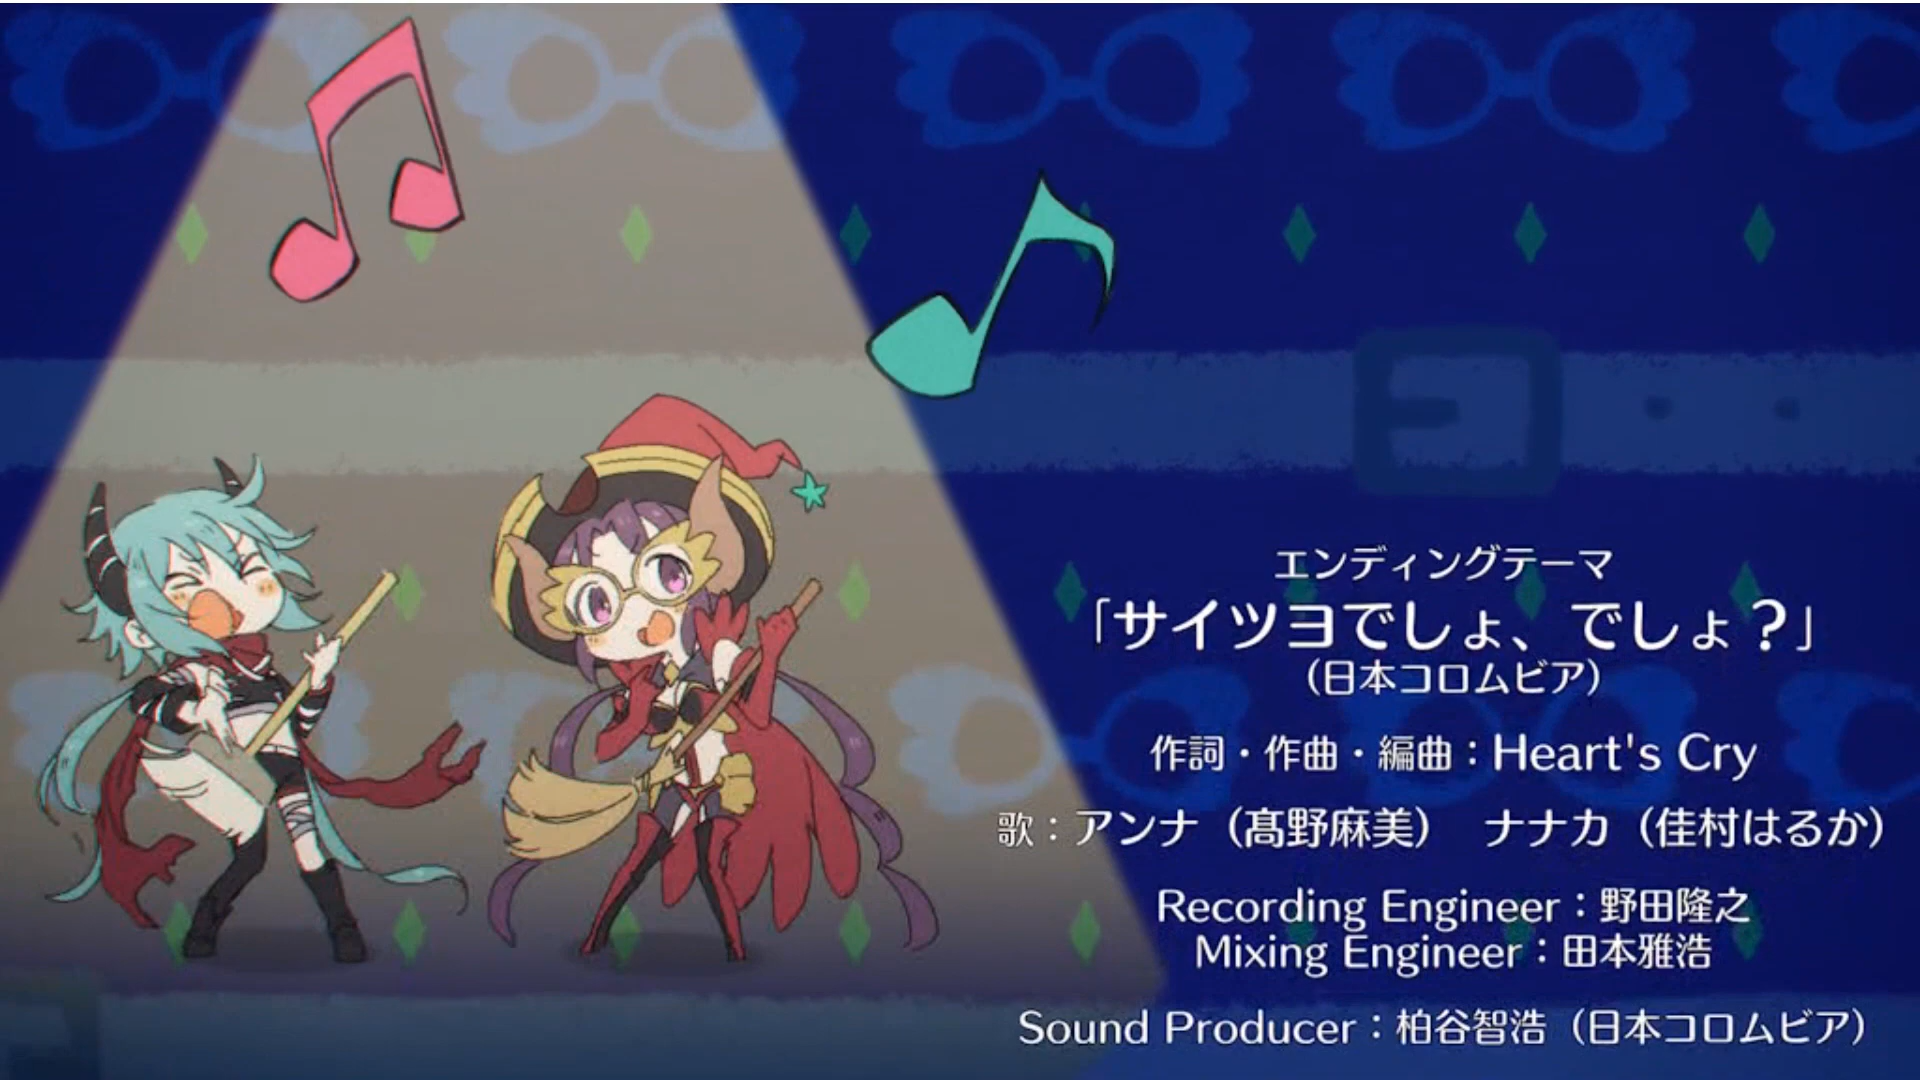 エンディングテーマ
「サイツヨでしょ、でしょ?」
(日本コロムビア)
作詞・作曲・編曲:Heart's Cry
歌:アンナ(髙野麻美) ナナカ(佳村はるか)
Recording Engineer:野田隆之
Mixing Engineer:田本雅浩
Sound Producer:柏谷智浩(日本コロムビア)